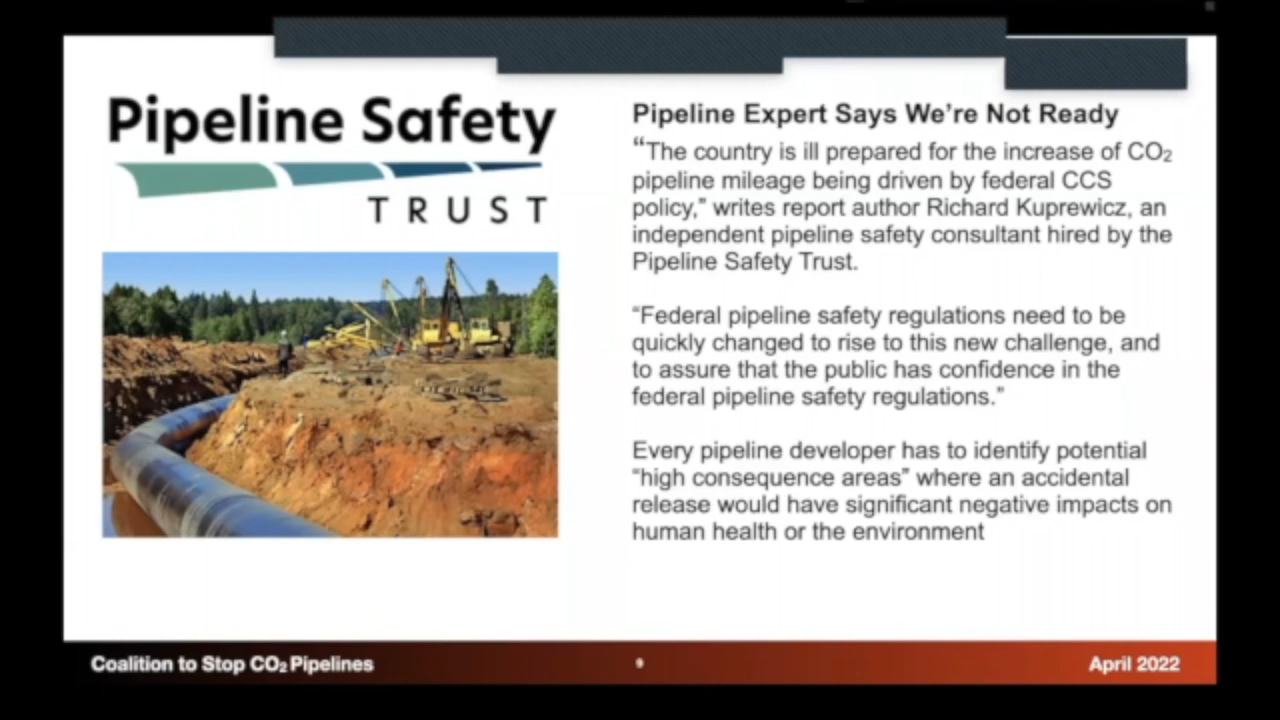 Pipeline Safety
TRUST
Pipeline Expert Says We're Not Ready
“The country is ill prepared for the increase of CO₂
pipeline mileage being driven by federal CCS
policy,” writes report author Richard Kuprewicz, an
independent pipeline safety consultant hired by the
Pipeline Safety Trust.
“Federal pipeline safety regulations need to be
quickly changed to rise to this new challenge, and
to assure that the public has confidence in the
federal pipeline safety regulations.”
Every pipeline developer has to identify potential
“high consequence areas” where an accidental
release would have significant negative impacts on
human health or the environment
Coalition to Stop CO₂ Pipelines
9
April 2022